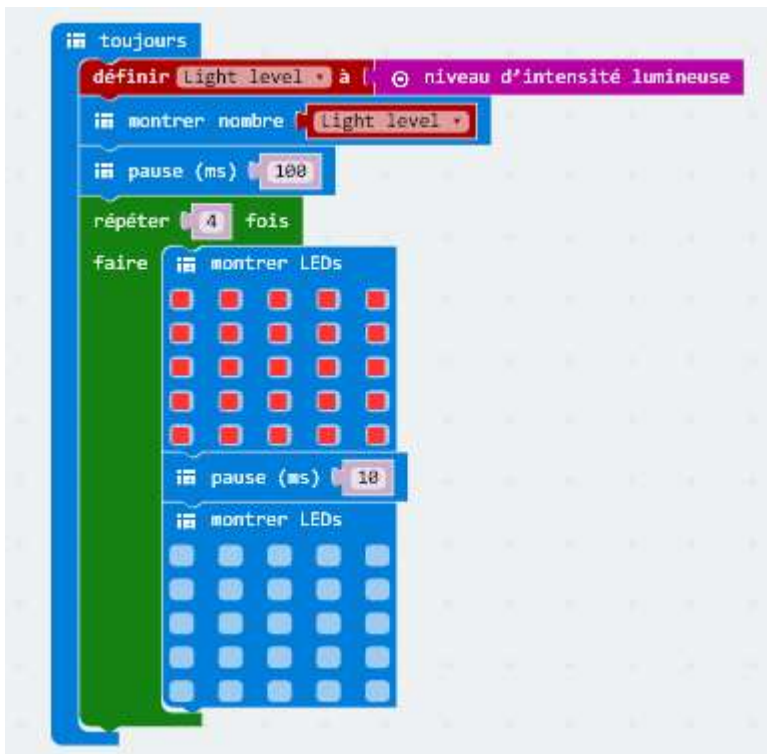 toujours
définir Light level à niveau d'intensité lumineuse
montrer nombre Light level
pause (ms) 100
répéter 4 fois
faire montrer LEDs
pause (ms) 10
montrer LEDs